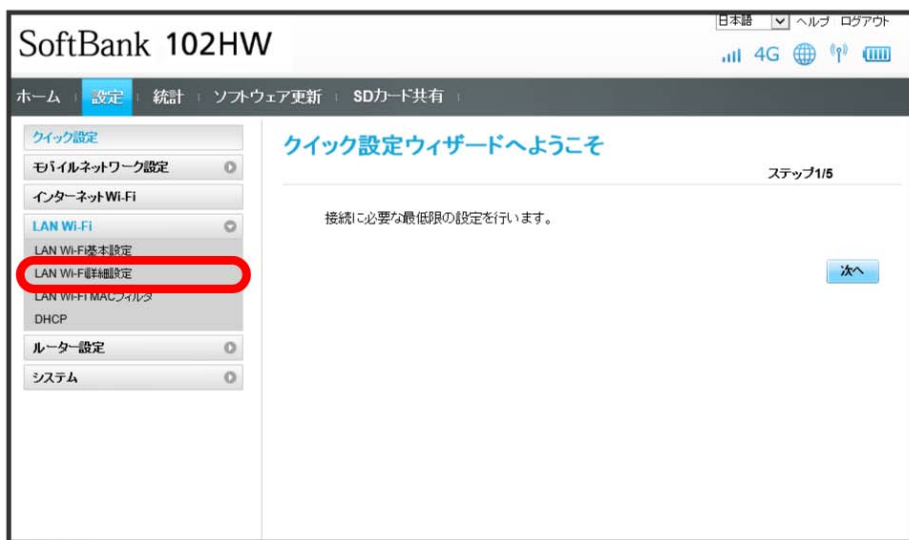 日本語 ヘルプ ログアウト
SoftBank 102HW
4G
ホーム 設定 統計 ソフトウェア更新 SDカード共有
クイック設定
モバイルネットワーク設定
インターネットWi-Fi
LAN Wi-Fi
LAN Wi-Fi基本設定
LAN Wi-Fi詳細設定
LAN Wi-Fi MACフィルタ
DHCP
ルーター設定
システム
クイック設定ウィザードへようこそ
ステップ1/5
接続に必要な最低限の設定を行います。
次へ